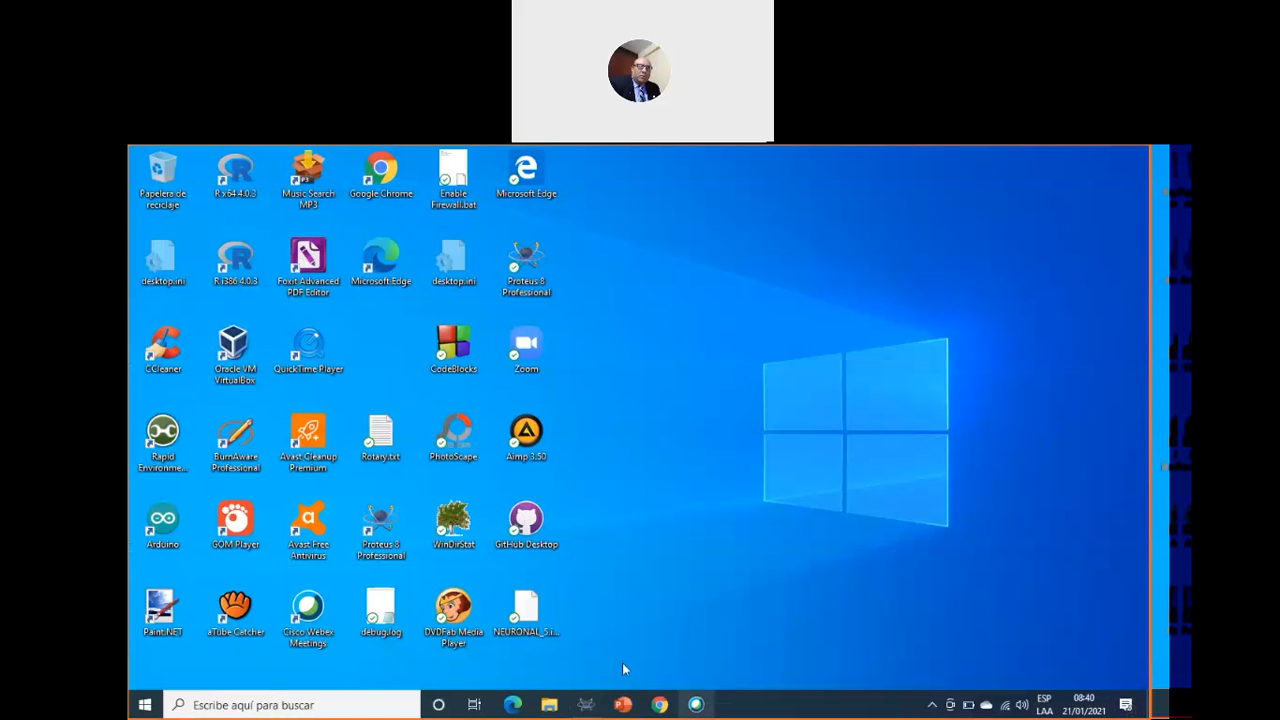 Papelera de
reciclaje
R x64 4.0.3
Music Search
MP3
Google Chrome
Enable
Firewall.bat
Microsoft Edge
desktop.ini
R i386 4.0.3
Foxit Advanced
PDF Editor
Microsoft Edge
desktop.ini
Proteus 8
Professional
CCleaner
Oracle VM
VirtualBox
QuickTime Player
CodeBlocks
Zoom
Rapid
Environme...
BurnAware
Professional
Avast Cleanup
Premium
Rotary.txt
PhotoScape
Aimp 3.50
Arduino
GOM Player
Avast Free
Antivirus
Proteus 8
Professional
WinDirStat
GitHub Desktop
Paint.NET
aTube Catcher
Cisco Webex
Meetings
debug.log
DVDFab Media
Player
NEURONAL_5.i...
Escribe aquí para buscar
ESP
LAA
08:40
21/01/2021